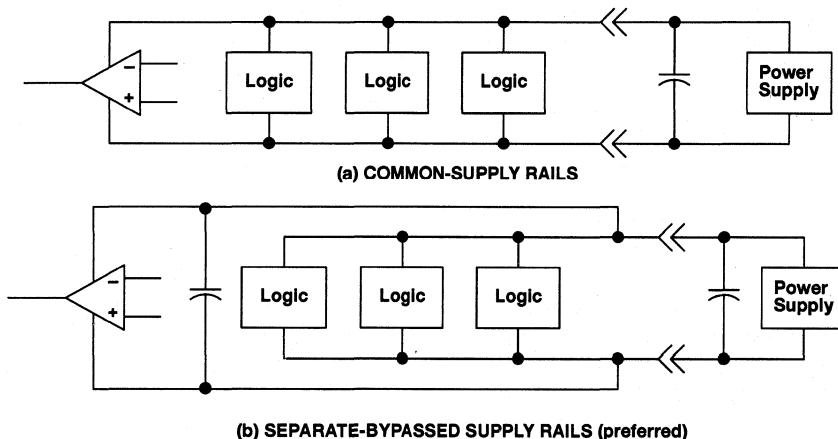 Logic Logic Logic Power Supply
− +
(a) COMMON-SUPPLY RAILS
Logic Logic Logic Power Supply
− +
(b) SEPARATE-BYPASSED SUPPLY RAILS (preferred)